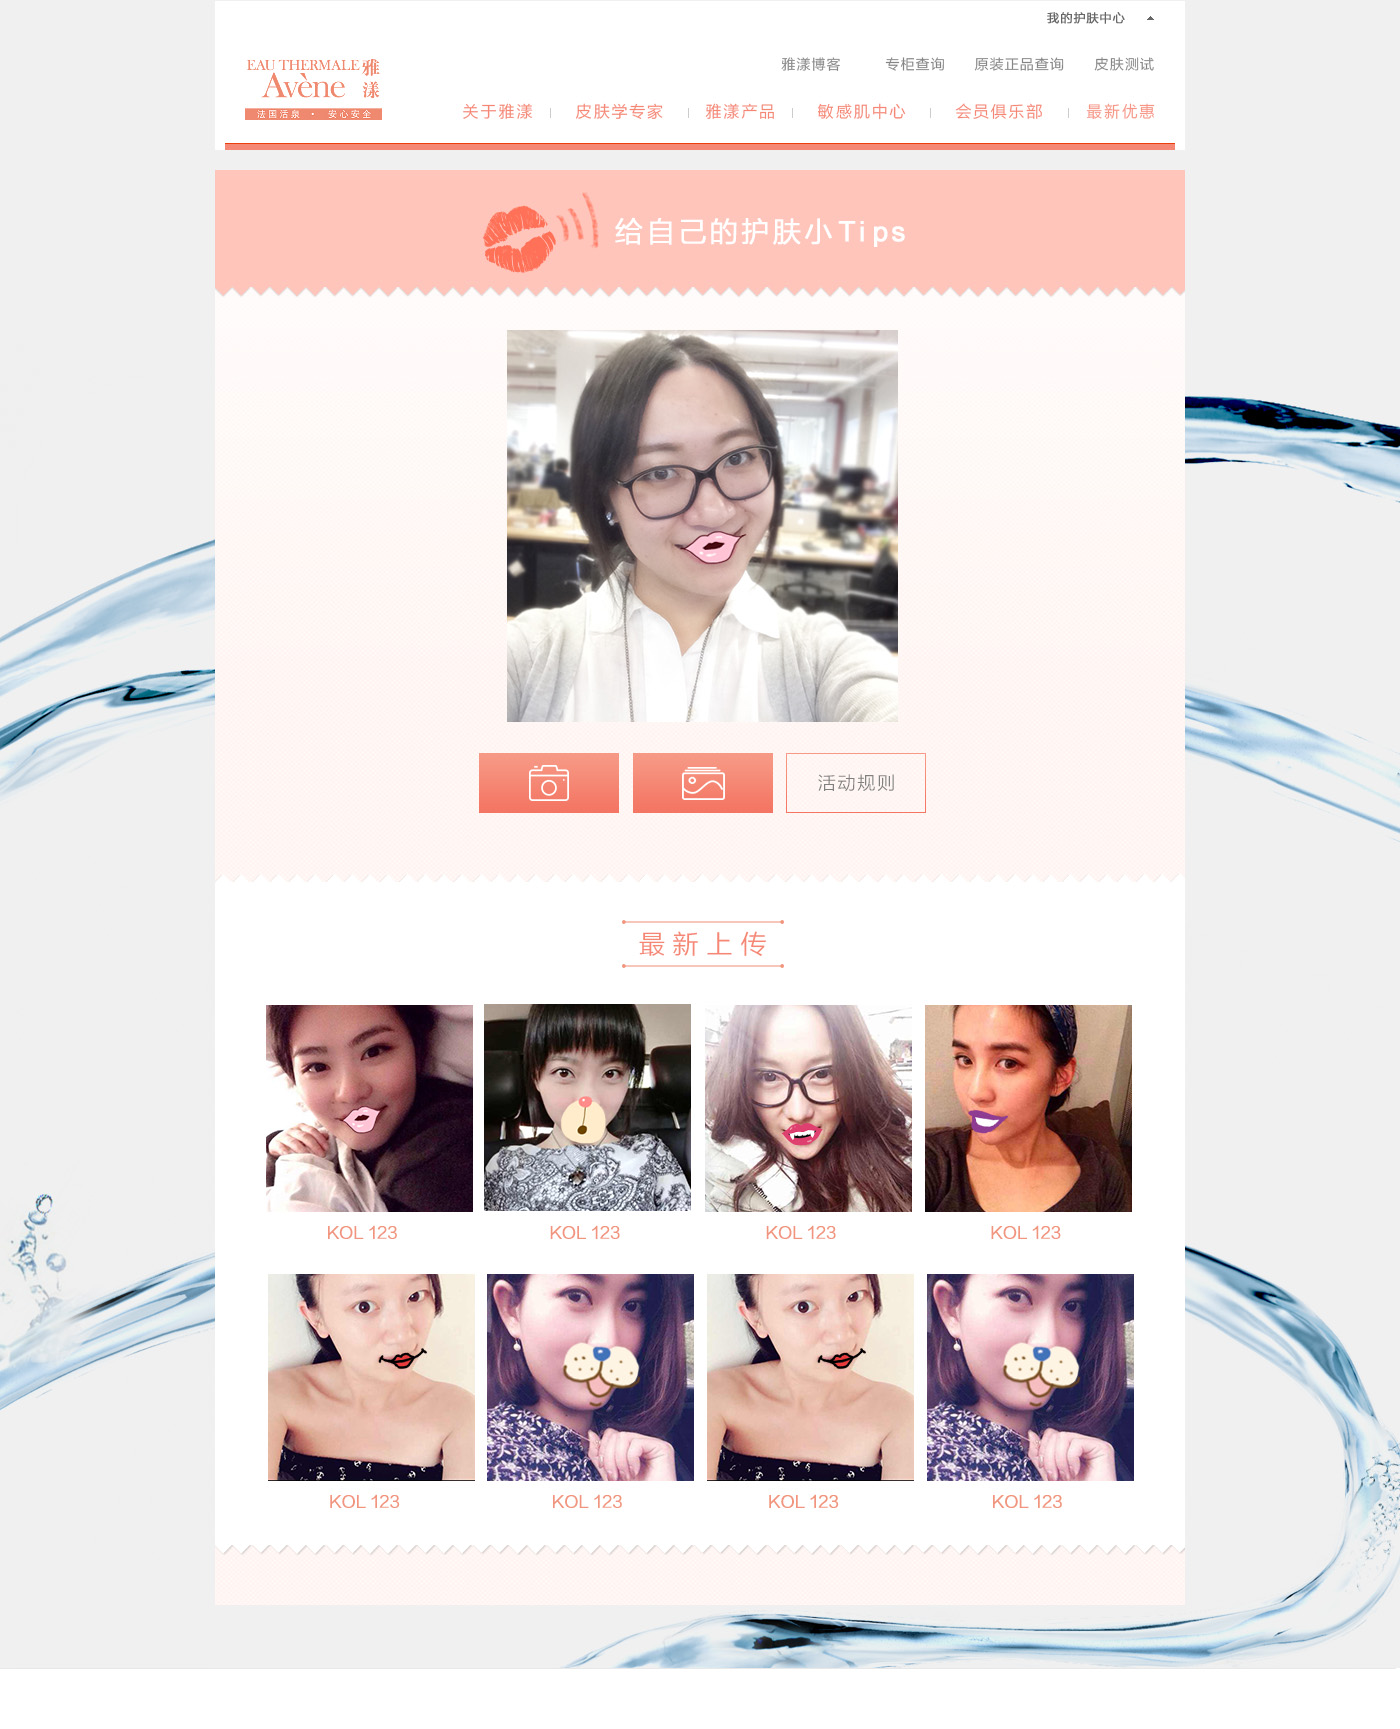 我的护肤中心
EAU THERMALE
Avène
雅漾
法国活泉 · 安心安全
雅漾博客 专柜查询 原装正品查询 皮肤测试
关于雅漾 皮肤学专家 雅漾产品 敏感肌中心 会员俱乐部 最新优惠
给自己的护肤小Tips
活动规则
最新上传
KOL 123 KOL 123 KOL 123 KOL 123
KOL 123 KOL 123 KOL 123 KOL 123